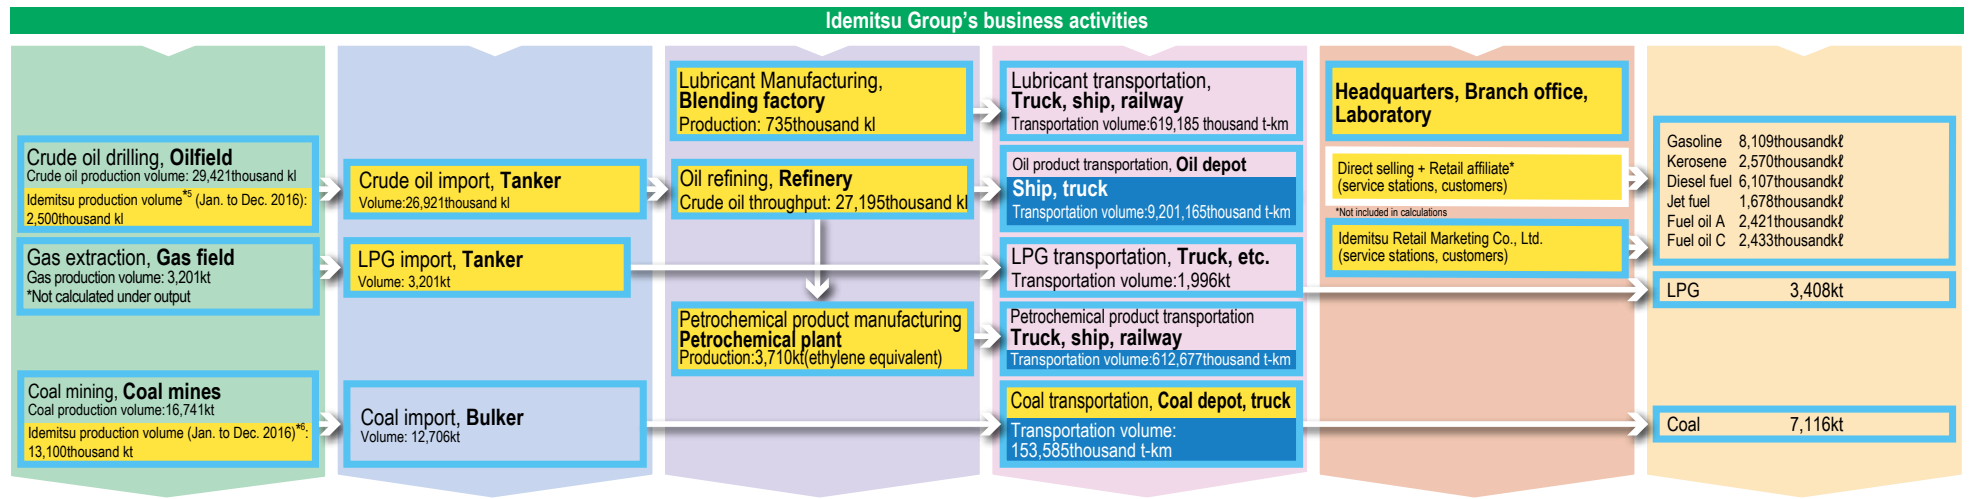 Idemitsu Group's business activities
Crude oil drilling, Oilfield
Crude oil production volume: 29,421thousand kl
Idemitsu production volume*5 (Jan. to Dec. 2016):
2,500thousand kl
Gas extraction, Gas field
Gas production volume: 3,201kt
*Not calculated under output
Coal mining, Coal mines
Coal production volume:16,741kt
Idemitsu production volume (Jan. to Dec. 2016)*6:
13,100thousand kt
Crude oil import, Tanker
Volume:26,921thousand kl
LPG import, Tanker
Volume: 3,201kt
Coal import, Bulker
Volume: 12,706kt
Lubricant Manufacturing,
Blending factory
Production: 735thousand kl
Oil refining, Refinery
Crude oil throughput: 27,195thousand kl
Petrochemical product manufacturing
Petrochemical plant
Production:3,710kt(ethylene equivalent)
Lubricant transportation,
Truck, ship, railway
Transportation volume:619,185 thousand t-km
Oil product transportation, Oil depot
Ship, truck
Transportation volume:9,201,165thousand t-km
LPG transportation, Truck, etc.
Transportation volume:1,996kt
Petrochemical product transportation
Truck, ship, railway
Transportation volume:612,677thousand t-km
Coal transportation, Coal depot, truck
Transportation volume:
153,585thousand t-km
Headquarters, Branch office,
Laboratory
Direct selling + Retail affiliate*
(service stations, customers)
*Not included in calculations
Idemitsu Retail Marketing Co., Ltd.
(service stations, customers)
Gasoline 8,109thousandkℓ
Kerosene 2,570thousandkℓ
Diesel fuel 6,107thousandkℓ
Jet fuel 1,678thousandkℓ
Fuel oil A 2,421thousandkℓ
Fuel oil C 2,433thousandkℓ
LPG 3,408kt
Coal 7,116kt